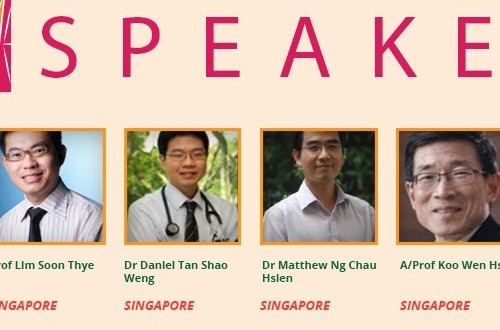 SPEAKE
rof Lim Soon Thye
Dr Daniel Tan Shao
Weng
Dr Matthew Ng Chau
Hsien
A/Prof Koo Wen Hs
NGAPORE
SINGAPORE
SINGAPORE
SINGAPORE